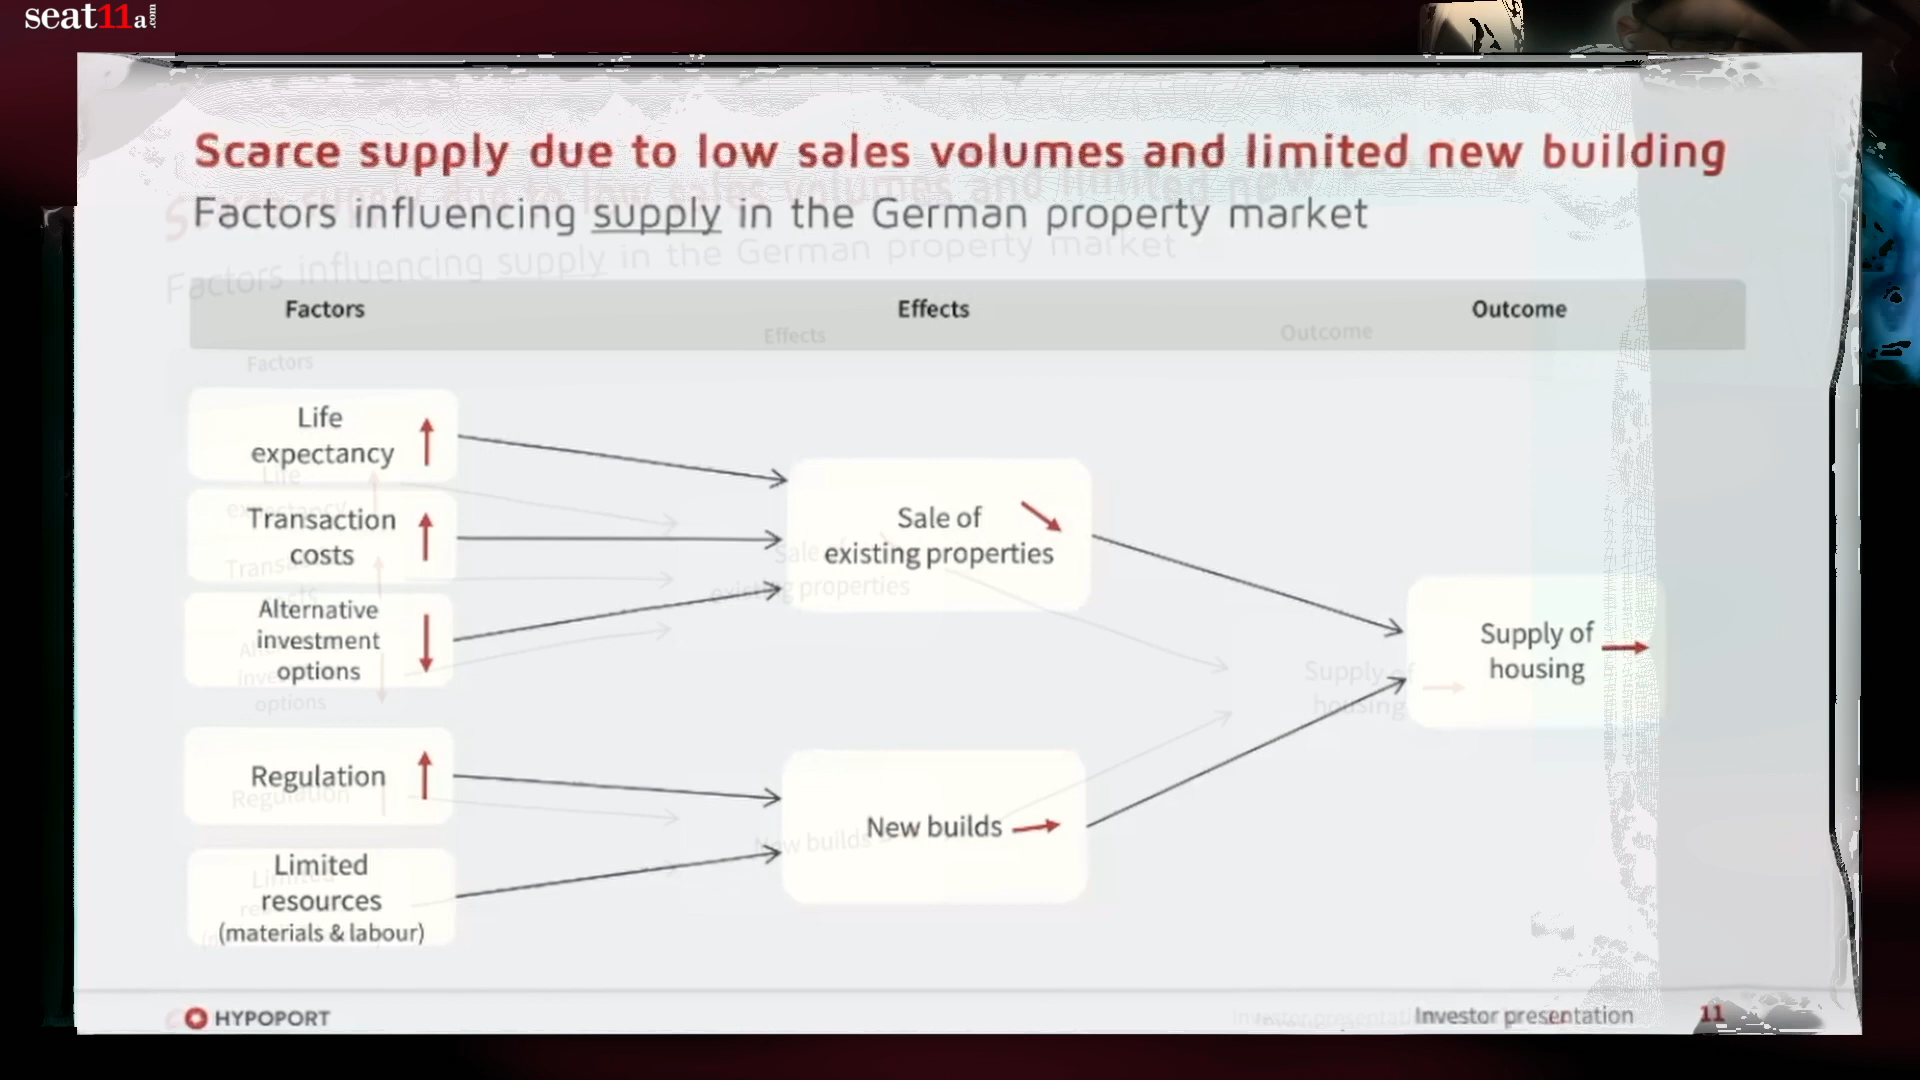 seat11a.com
Scarce supply due to low sales volumes and limited new building
Factors influencing supply in the German property market
Factors
Effects
Outcome
Life
expectancy
Transaction
costs
Alternative
investment
options
Regulation
Limited
resources
(materials & labour)
Sale of
existing properties
New builds
Supply of
housing
HYPOPORT
Investor presentation
11